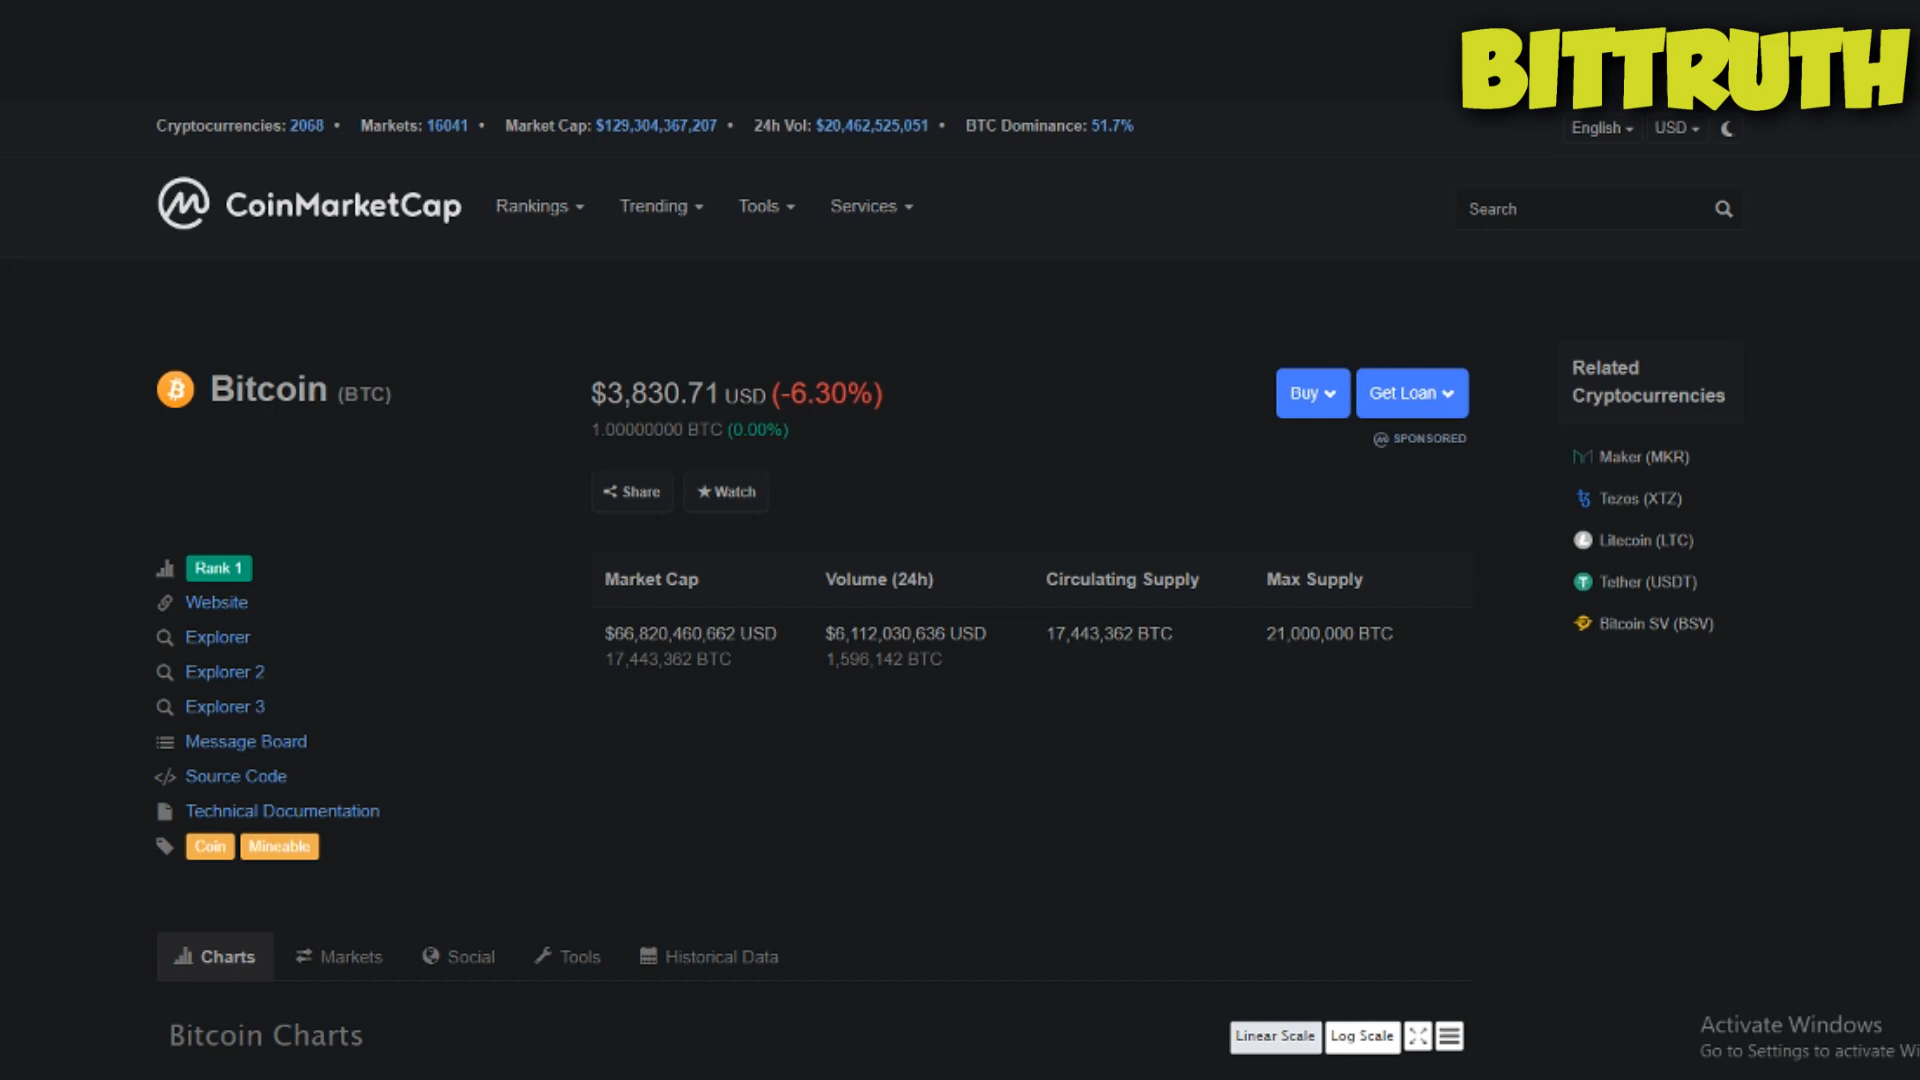 BITTRUTH
Cryptocurrencies: 2068 • Markets: 16041 • Market Cap: $129,304,367,207 • 24h Vol: $20,462,525,051 • BTC Dominance: 51.7%
English USD
CoinMarketCap Rankings Trending Tools Services
Search
Bitcoin (BTC)
$3,830.71 USD (-6.30%)
1.00000000 BTC (0.00%)
Buy Get Loan
SPONSORED
Share Watch
Related
Cryptocurrencies
Maker (MKR)
Tezos (XTZ)
Litecoin (LTC)
Tether (USDT)
Bitcoin SV (BSV)
Rank 1
Website
Explorer
Explorer 2
Explorer 3
Message Board
Source Code
Technical Documentation
Coin Mineable
Market Cap Volume (24h) Circulating Supply Max Supply
$66,820,460,662 USD $6,112,030,636 USD 17,443,362 BTC 21,000,000 BTC
17,443,362 BTC 1,596,142 BTC
Charts Markets Social Tools Historical Data
Bitcoin Charts
Linear Scale Log Scale
Activate Windows
Go to Settings to activate Wi